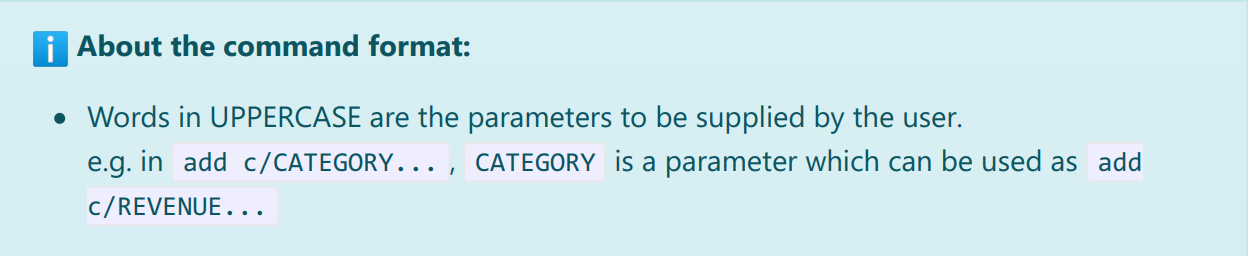 ℹ️ About the command format:
• Words in UPPERCASE are the parameters to be supplied by the user.
e.g. in add c/CATEGORY..., CATEGORY is a parameter which can be used as add
c/REVENUE...